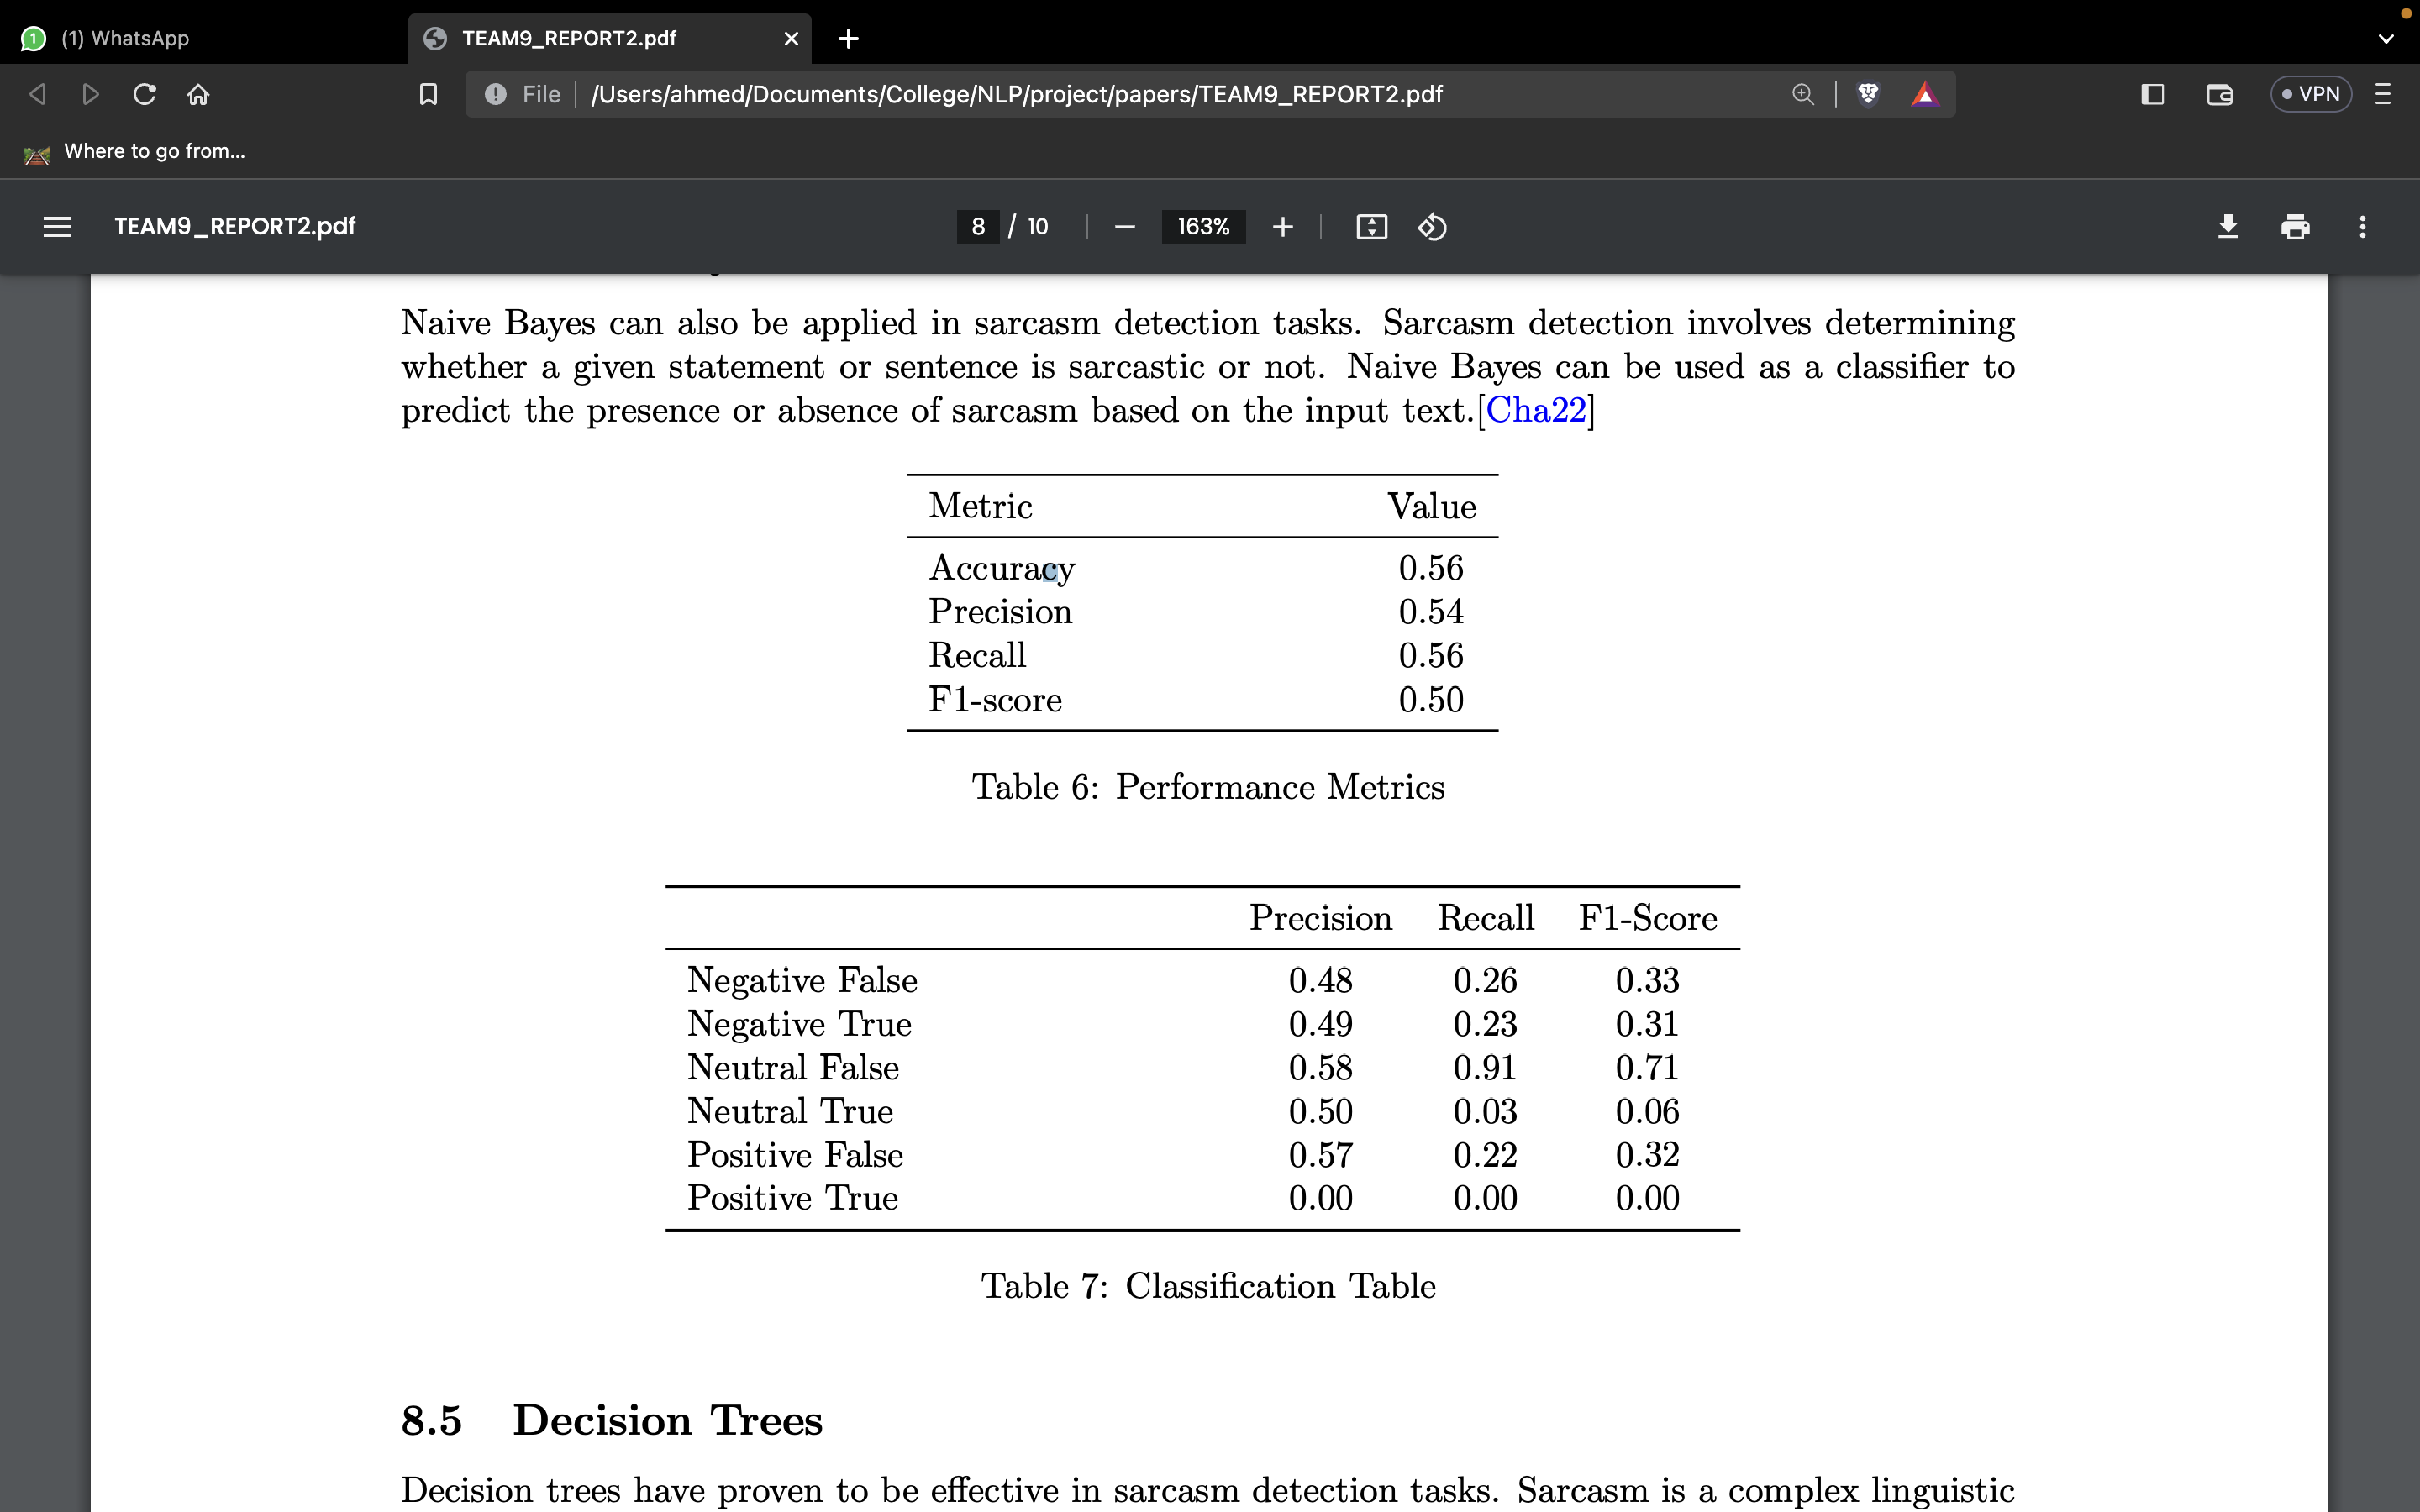 1 (1) WhatsApp
TEAM9_REPORT2.pdf
File /Users/ahmed/Documents/College/NLP/project/papers/TEAM9_REPORT2.pdf
VPN
Where to go from...
TEAM9_REPORT2.pdf
8 / 10
163%
Naive Bayes can also be applied in sarcasm detection tasks. Sarcasm detection involves determining
whether a given statement or sentence is sarcastic or not. Naive Bayes can be used as a classifier to
predict the presence or absence of sarcasm based on the input text.[Cha22]
Metric Value
Accuracy 0.56
Precision 0.54
Recall 0.56
F1-score 0.50
Table 6: Performance Metrics
Precision Recall F1-Score
Negative False 0.48 0.26 0.33
Negative True 0.49 0.23 0.31
Neutral False 0.58 0.91 0.71
Neutral True 0.50 0.03 0.06
Positive False 0.57 0.22 0.32
Positive True 0.00 0.00 0.00
Table 7: Classification Table
8.5 Decision Trees
Decision trees have proven to be effective in sarcasm detection tasks. Sarcasm is a complex linguistic